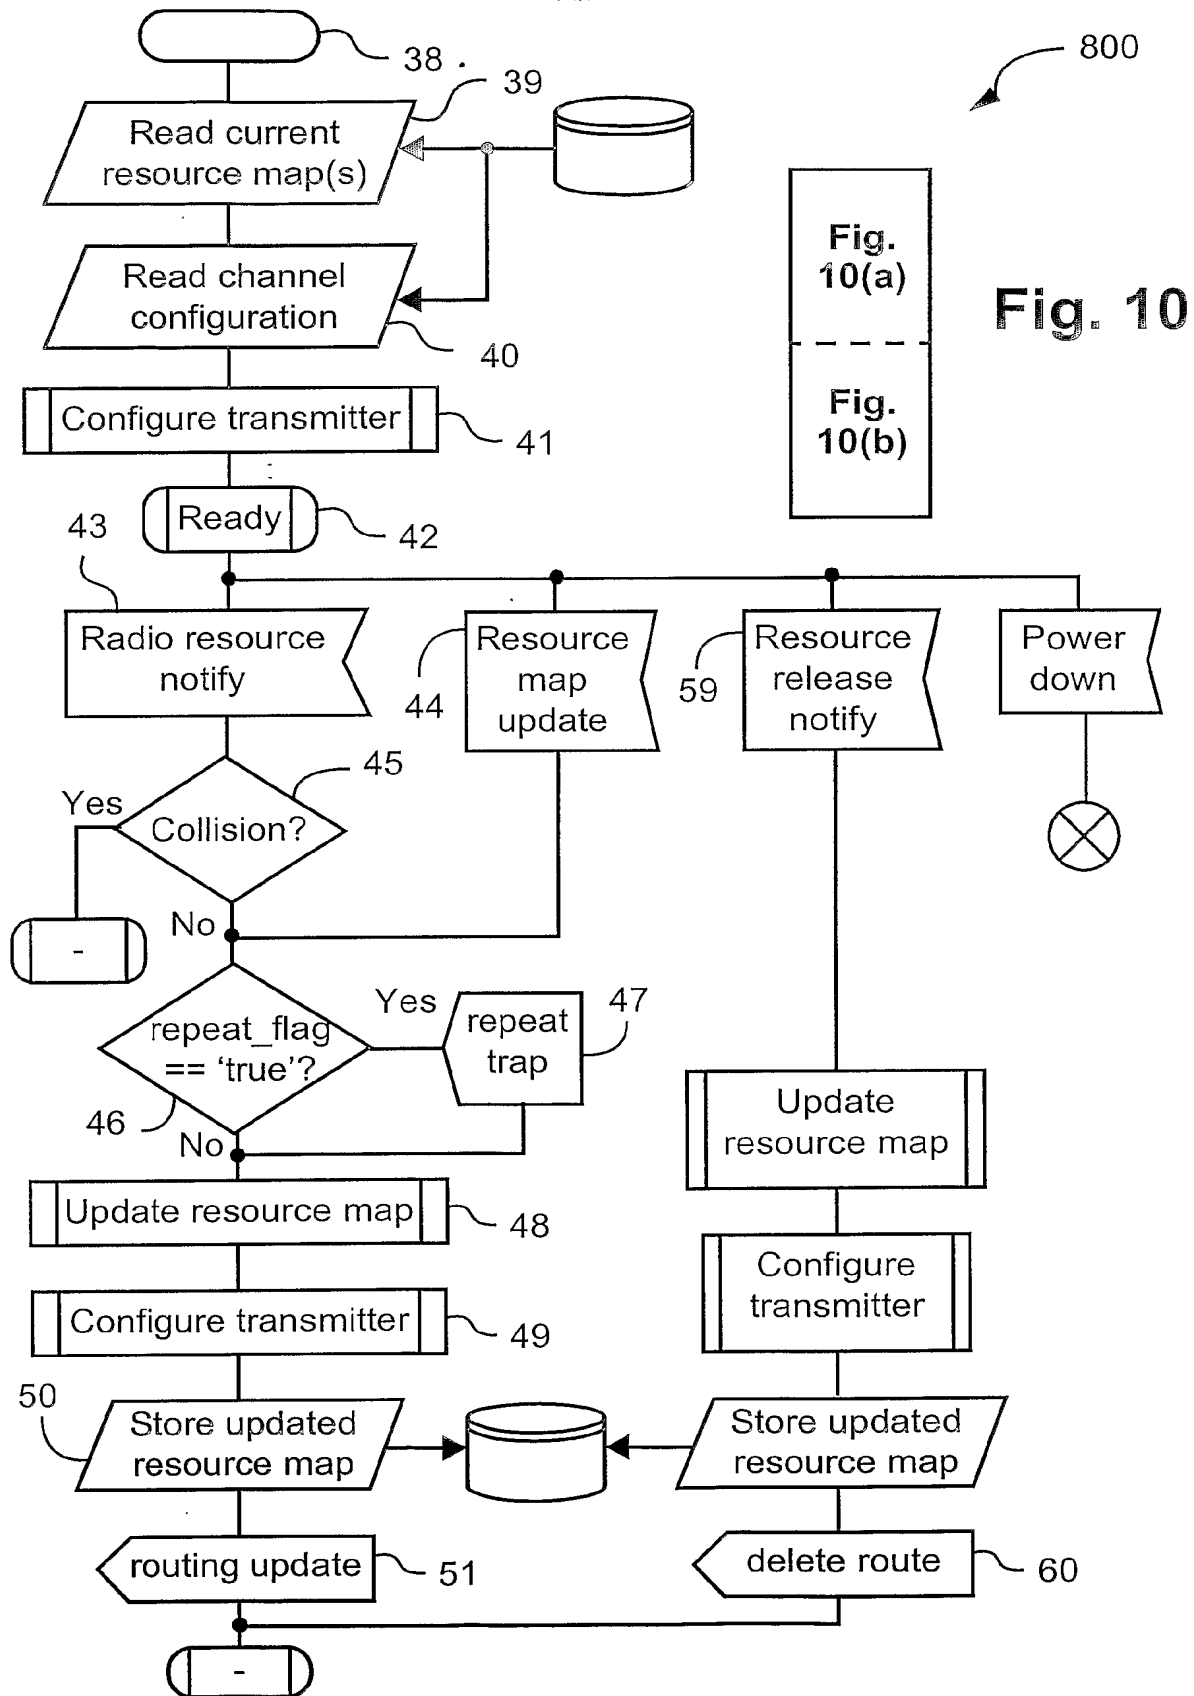 38
800
39
Read current
resource map(s)
Fig.
10(a)
Read channel
configuration
Fig. 10
40
Fig.
10(b)
Configure transmitter
41
Ready
42
43
Radio resource
notify
44
Resource
map
update
59
Resource
release
notify
Power
down
45
Yes
Collision?
No
-
Yes
repeat_flag
== ‘true’?
repeat
trap
47
46
No
Update
resource map
Update resource map
48
Configure
transmitter
Configure transmitter
49
50
Store updated
resource map
Store updated
resource map
routing update
51
delete route
60
-